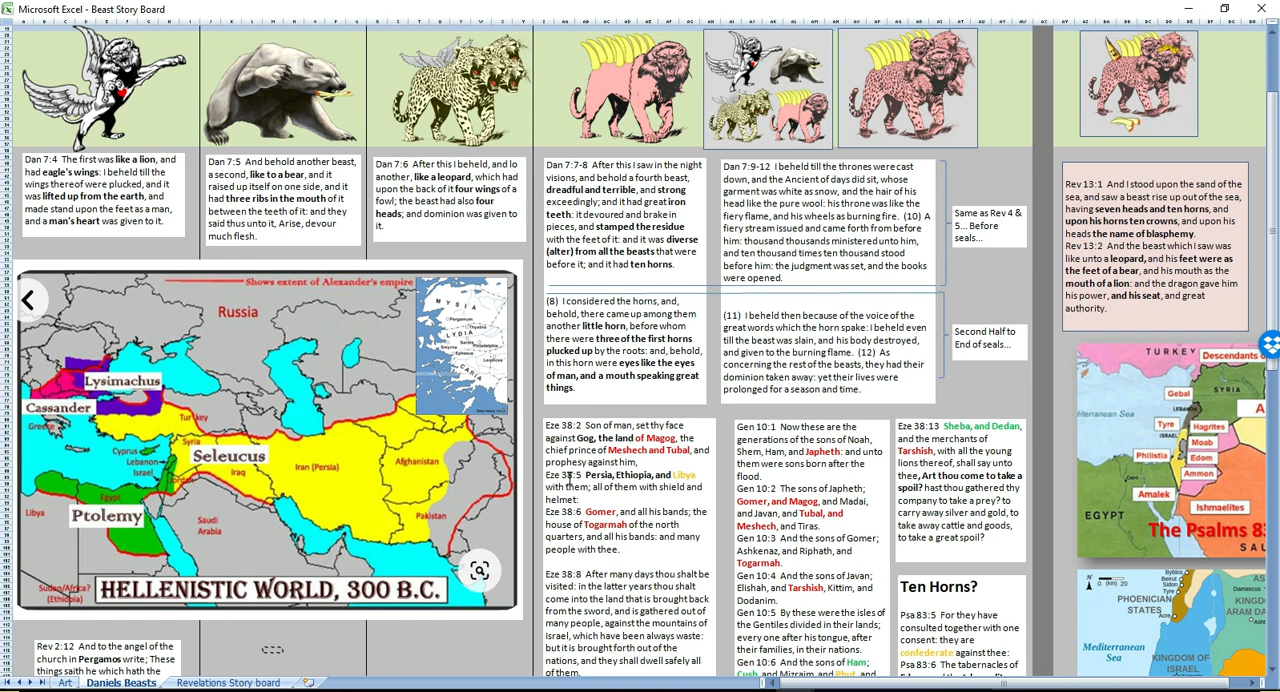 Microsoft Excel - Beast Story Board
Dan 7:4  The first was like a lion, and
had eagle's wings: I beheld till the
wings thereof were plucked, and it
was lifted up from the earth, and
made stand upon the feet as a man,
and a man's heart was given to it.
Dan 7:5  And behold another beast,
a second, like to a bear, and it
raised up itself on one side, and it
had three ribs in the mouth of it
between the teeth of it: and they
said thus unto it, Arise, devour
much flesh.
Dan 7:6  After this I beheld, and lo
another, like a leopard, which had
upon the back of it four wings of a
fowl; the beast had also four
heads; and dominion was given to
it.
Dan 7:7-8  After this I saw in the night
visions, and behold a fourth beast,
dreadful and terrible, and strong
exceedingly; and it had great iron
teeth: it devoured and brake in
pieces, and stamped the residue
with the feet of it: and it was diverse
(alter) from all the beasts that were
before it; and it had ten horns.
(8)  I considered the horns, and,
behold, there came up among them
another little horn, before whom
there were three of the first horns
plucked up by the roots: and, behold,
in this horn were eyes like the eyes
of man, and a mouth speaking great
things.
Dan 7:9-12  I beheld till the thrones were cast
down, and the Ancient of days did sit, whose
garment was white as snow, and the hair of his
head like the pure wool: his throne was like the
fiery flame, and his wheels as burning fire.  (10)  A
fiery stream issued and came forth from before
him: thousand thousands ministered unto him,
and ten thousand times ten thousand stood
before him: the judgment was set, and the books
were opened.
(11)  I beheld then because of the voice of the
great words which the horn spake: I beheld even
till the beast was slain, and his body destroyed,
and given to the burning flame.  (12)  As
concerning the rest of the beasts, they had their
dominion taken away: yet their lives were
prolonged for a season and time.
Same as Rev 4 &
5... Before
seals...
Second Half to
End of seals...
Rev 13:1  And I stood upon the sand of the
sea, and saw a beast rise up out of the sea,
having seven heads and ten horns, and
upon his horns ten crowns, and upon his
heads the name of blasphemy.
Rev 13:2  And the beast which I saw was
like unto a leopard, and his feet were as
the feet of a bear, and his mouth as the
mouth of a lion: and the dragon gave him
his power, and his seat, and great
authority.
Shows extent of Alexander's empire
Russia
MYSIA
Pergamum
Thyatira
LYDIA
Sardis
Philadelphia
Smyrna
Ephesus
Laodicea
Lysimachus
Cassander
Greece
Turkey
Syria
Cyprus
Lebanon
Israel
Jordan
Seleucus
Iraq
Iran (Persia)
Afghanistan
Pakistan
Egypt
Libya
Ptolemy
Saudi
Arabia
Sudan/Africa?
(Ethiopia)
HELLENISTIC WORLD, 300 B.C.
Rev 2:12  And to the angel of the
church in Pergamos write; These
things saith he which hath the
Eze 38:2  Son of man, set thy face
against Gog, the land of Magog, the
chief prince of Meshech and Tubal, and
prophesy against him,
Eze 38:5  Persia, Ethiopia, and Libya
with them; all of them with shield and
helmet:
Eze 38:6  Gomer, and all his bands; the
house of Togarmah of the north
quarters, and all his bands: and many
people with thee.
Eze 38:8  After many days thou shalt be
visited: in the latter years thou shalt
come into the land that is brought back
from the sword, and is gathered out of
many people, against the mountains of
Israel, which have been always waste:
but it is brought forth out of the
nations, and they shall dwell safely all
of them.
Gen 10:1  Now these are the
generations of the sons of Noah,
Shem, Ham, and Japheth: and unto
them were sons born after the
flood.
Gen 10:2  The sons of Japheth;
Gomer, and Magog, and Madai,
and Javan, and Tubal, and
Meshech, and Tiras.
Gen 10:3  And the sons of Gomer;
Ashkenaz, and Riphath, and
Togarmah.
Gen 10:4  And the sons of Javan;
Elishah, and Tarshish, Kittim, and
Dodanim.
Gen 10:5  By these were the isles of
the Gentiles divided in their lands;
every one after his tongue, after
their families, in their nations.
Gen 10:6  And the sons of Ham;
Cush, and Mizraim, and Phut, and
Eze 38:13  Sheba, and Dedan,
and the merchants of
Tarshish, with all the young
lions thereof, shall say unto
thee, Art thou come to take a
spoil? hast thou gathered thy
company to take a prey? to
carry away silver and gold, to
take away cattle and goods,
to take a great spoil?
Ten Horns?
Psa 83:5  For they have
consulted together with one
consent: they are
confederate against thee:
Psa 83:6  The tabernacles of
TURKEY
Descendants
SYRIA
Gebal
LEBANON
Mediterranean Sea
Tyre
ISRAEL
Hagrites
Moab
Philistia
Edom
Ammon
Amalek
Ishmaelites
EGYPT
The Psalms 83
SAU
Byblos
Beirut
Sidon
Tyre
PHOENICIAN
STATES
Acre
Damascus
ARAM DA
Mediterranean
Sea
KINGDOM OF
ISRAEL
Art
Daniels Beasts
Revelations Story board